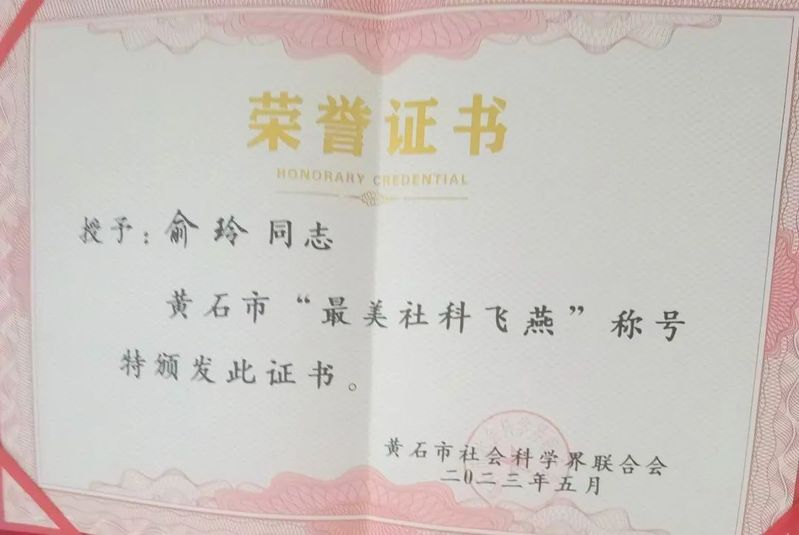 荣誉证书
HONORARY CREDENTIAL
授予：俞玲同志
黄石市“最美社科飞燕”称号
特颁发此证书。
黄石市社会科学界联合会
二〇二三年五月